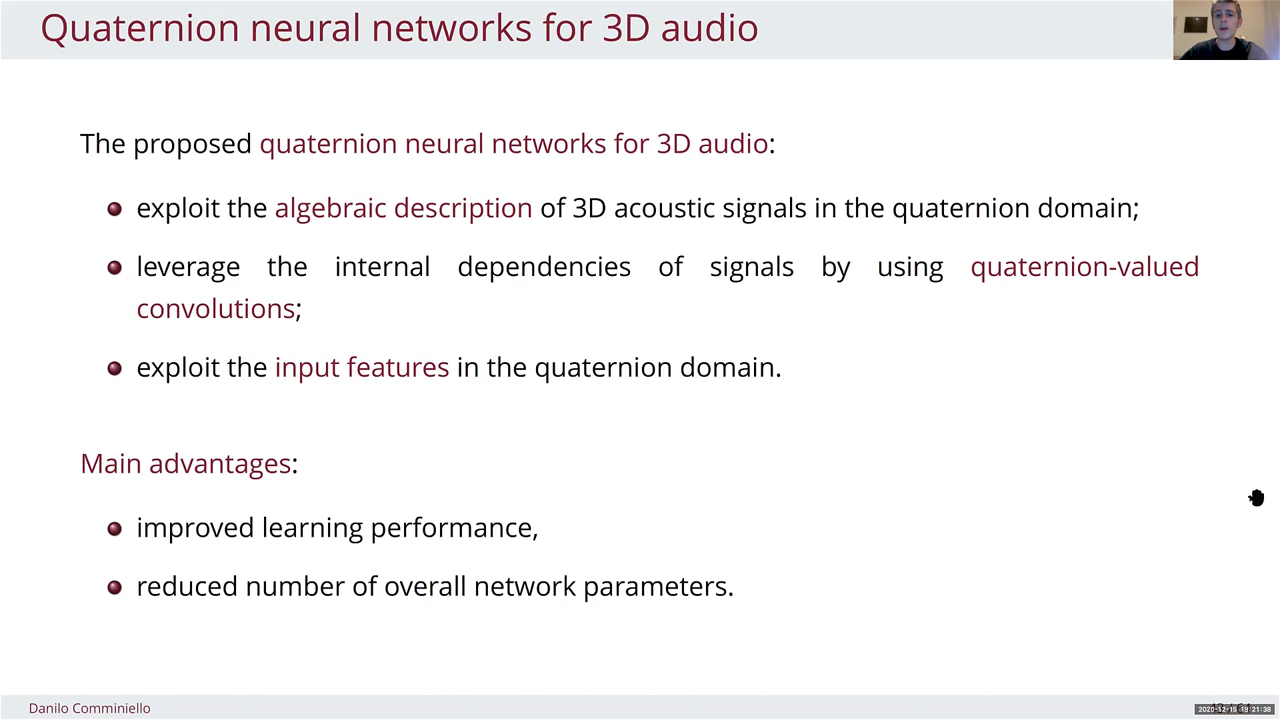 Quaternion neural networks for 3D audio
The proposed quaternion neural networks for 3D audio:
exploit the algebraic description of 3D acoustic signals in the quaternion domain;
leverage the internal dependencies of signals by using quaternion-valued
convolutions;
exploit the input features in the quaternion domain.
Main advantages:
improved learning performance,
reduced number of overall network parameters.
Danilo Comminiello
2020-12-15 18:21:38